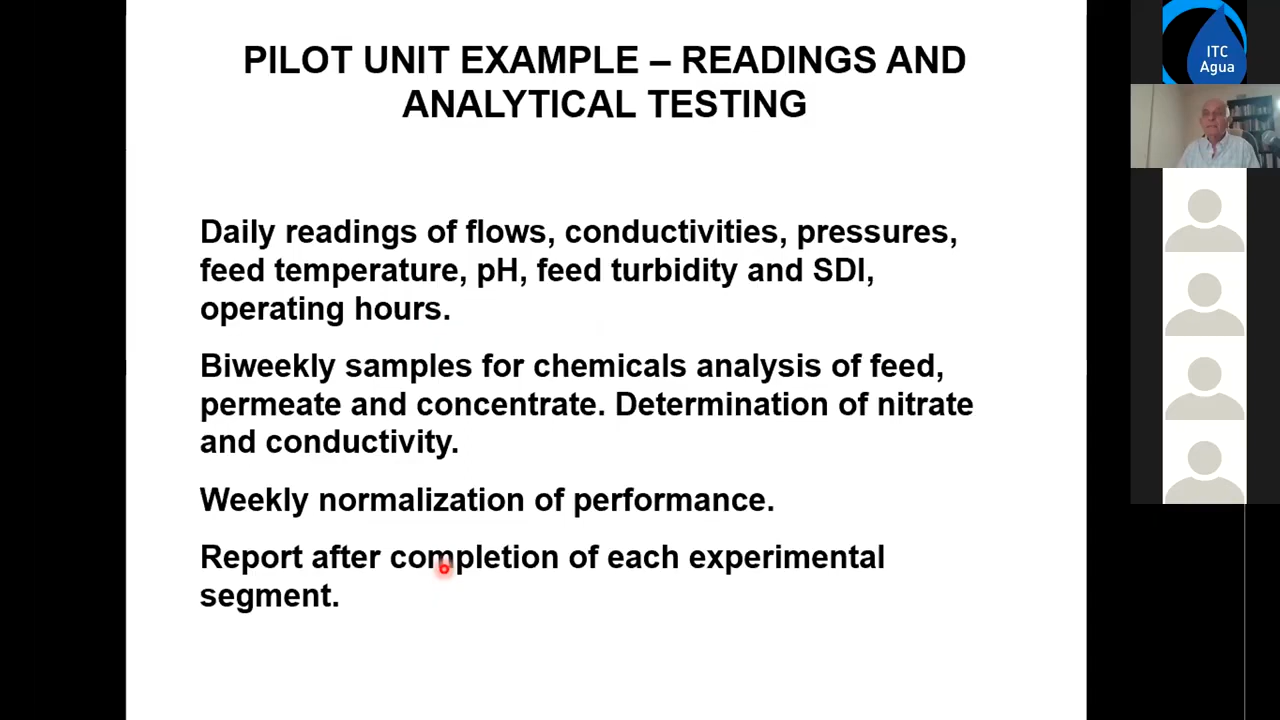 PILOT UNIT EXAMPLE – READINGS AND
ANALYTICAL TESTING
Daily readings of flows, conductivities, pressures,
feed temperature, pH, feed turbidity and SDI,
operating hours.
Biweekly samples for chemicals analysis of feed,
permeate and concentrate. Determination of nitrate
and conductivity.
Weekly normalization of performance.
Report after completion of each experimental
segment.
ITC
Agua